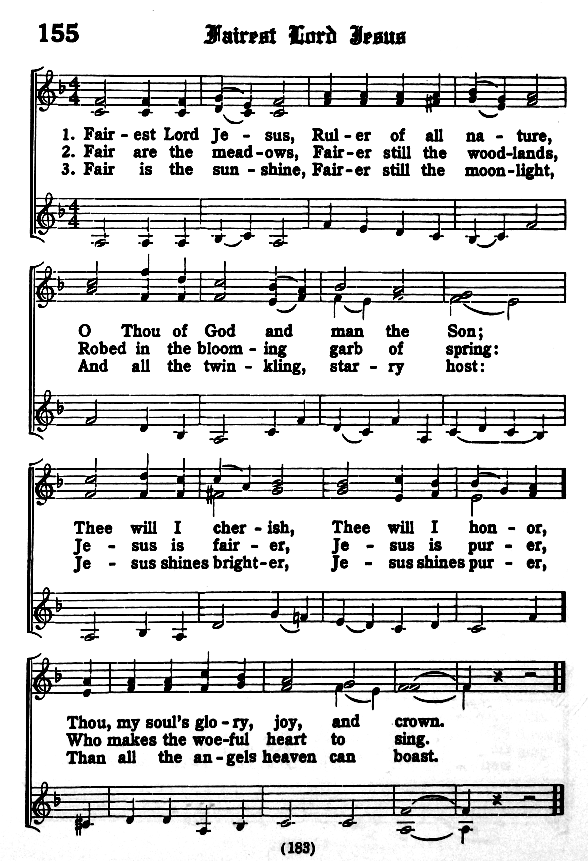 155 Fairest Lord Jesus
1. Fair - est Lord Je - sus, Rul - er of all na - ture,
2. Fair are the mead - ows, Fair - er still the wood - lands,
3. Fair is the sun - shine, Fair - er still the moon - light,
O Thou of God and man the Son;
Robed in the bloom - ing garb of spring:
And all the twin - kling, star - ry host:
Thee will I cher - ish, Thee will I hon - or,
Je - sus is fair - er, Je - sus is pur - er,
Je - sus shines bright - er, Je - sus shines pur - er,
Thou, my soul's glo - ry, joy, and crown.
Who makes the woe - ful heart to sing.
Than all the an - gels heaven can boast.
(183)